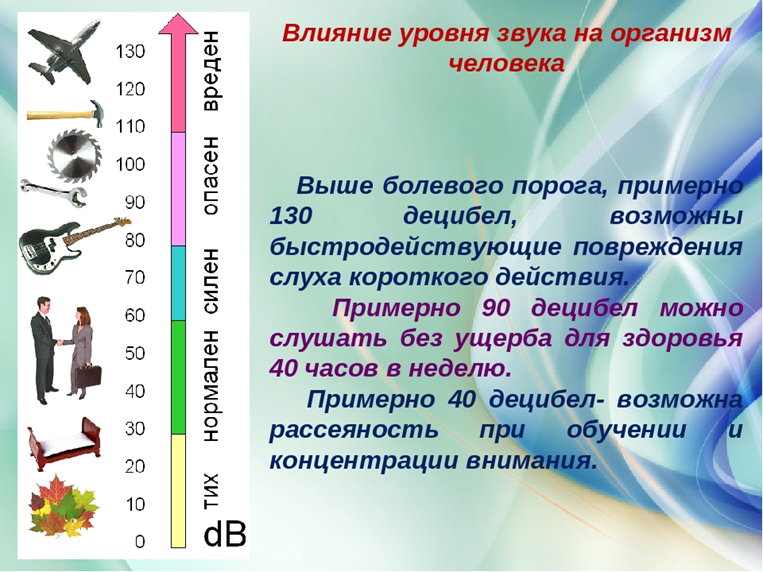 Влияние уровня звука на организм
человека
130
120
110
100
90
80
70
60
50
40
30
20
10
0
вреден
опасен
силен
нормален
тих
dB
Выше болевого порога, примерно
130 децибел, возможны
быстродействующие повреждения
слуха короткого действия.
Примерно 90 децибел можно
слушать без ущерба для здоровья
40 часов в неделю.
Примерно 40 децибел- возможна
рассеяность при обучении и
концентрации внимания.